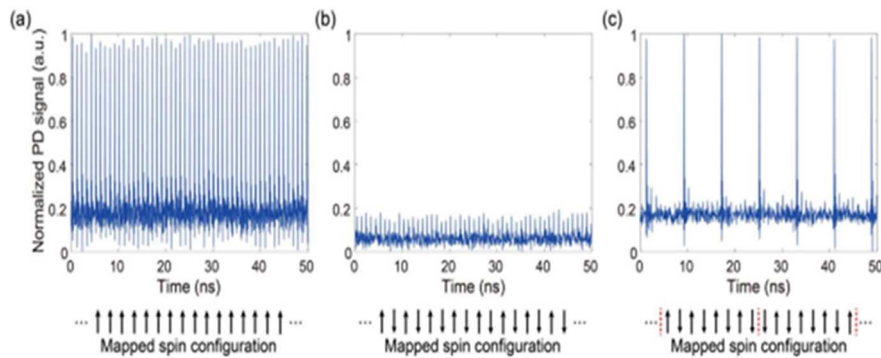 (a) (b) (c)
Normalized PD signal (a.u.)
1 0.8 0.6 0.4 0.2 0
0 10 20 30 40 50
Time (ns)
... ...
Mapped spin configuration
1 0.8 0.6 0.4 0.2 0
0 10 20 30 40 50
Time (ns)
... ...
Mapped spin configuration
1 0.8 0.6 0.4 0.2 0
0 10 20 30 40 50
Time (ns)
... ...
Mapped spin configuration